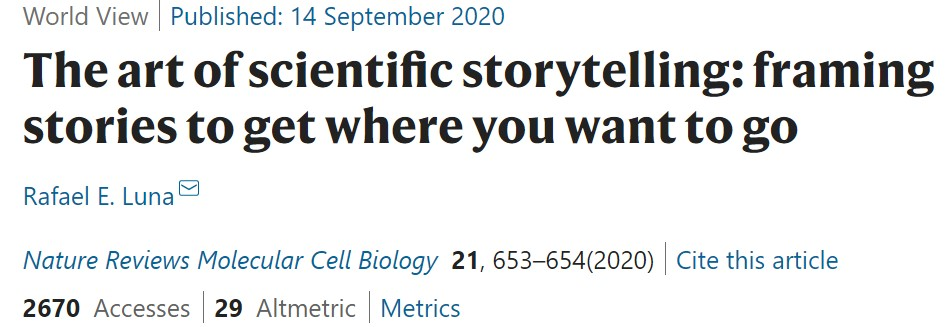 World View | Published: 14 September 2020
The art of scientific storytelling: framing
stories to get where you want to go
Rafael E. Luna
Nature Reviews Molecular Cell Biology 21, 653–654(2020) | Cite this article
2670 Accesses | 29 Altmetric | Metrics